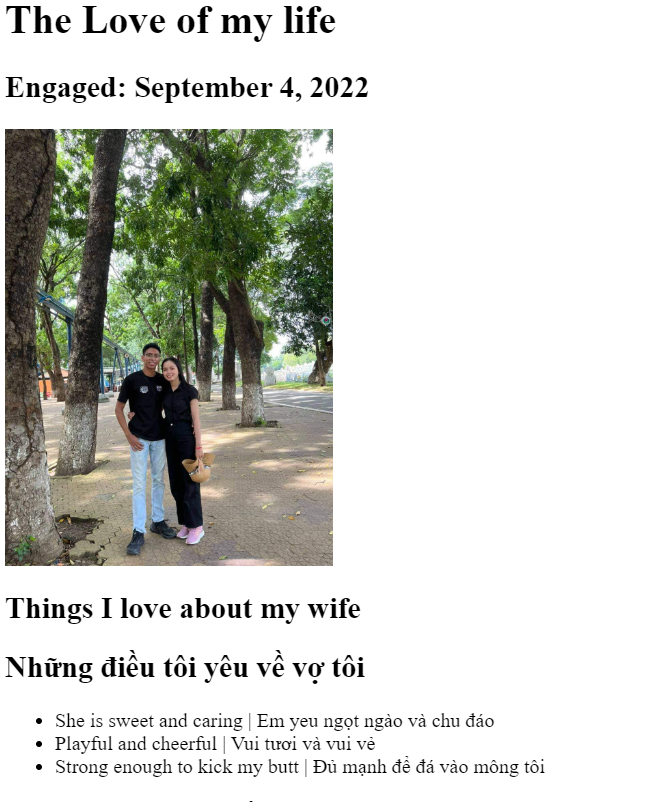 The Love of my life
Engaged: September 4, 2022
Things I love about my wife
Những điều tôi yêu về vợ tôi
She is sweet and caring | Em yeu ngọt ngào và chu đáo
Playful and cheerful | Vui tươi và vui vẻ
Strong enough to kick my butt | Đủ mạnh để đá vào mông tôi